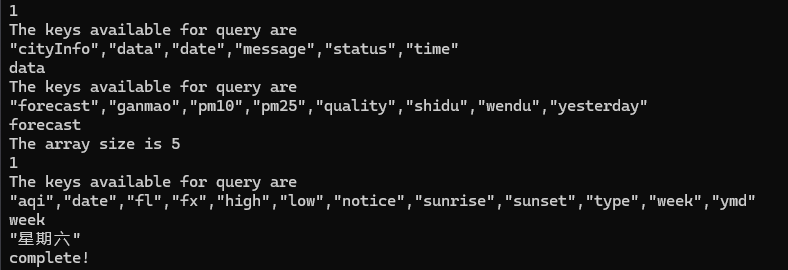 1
The keys available for query are
"cityInfo","data","date","message","status","time"
data
The keys available for query are
"forecast","ganmao","pm10","pm25","quality","shidu","wendu","yesterday"
forecast
The array size is 5
1
The keys available for query are
"aqi","date","fl","fx","high","low","notice","sunrise","sunset","type","week","ymd"
week
"星期六"
complete!